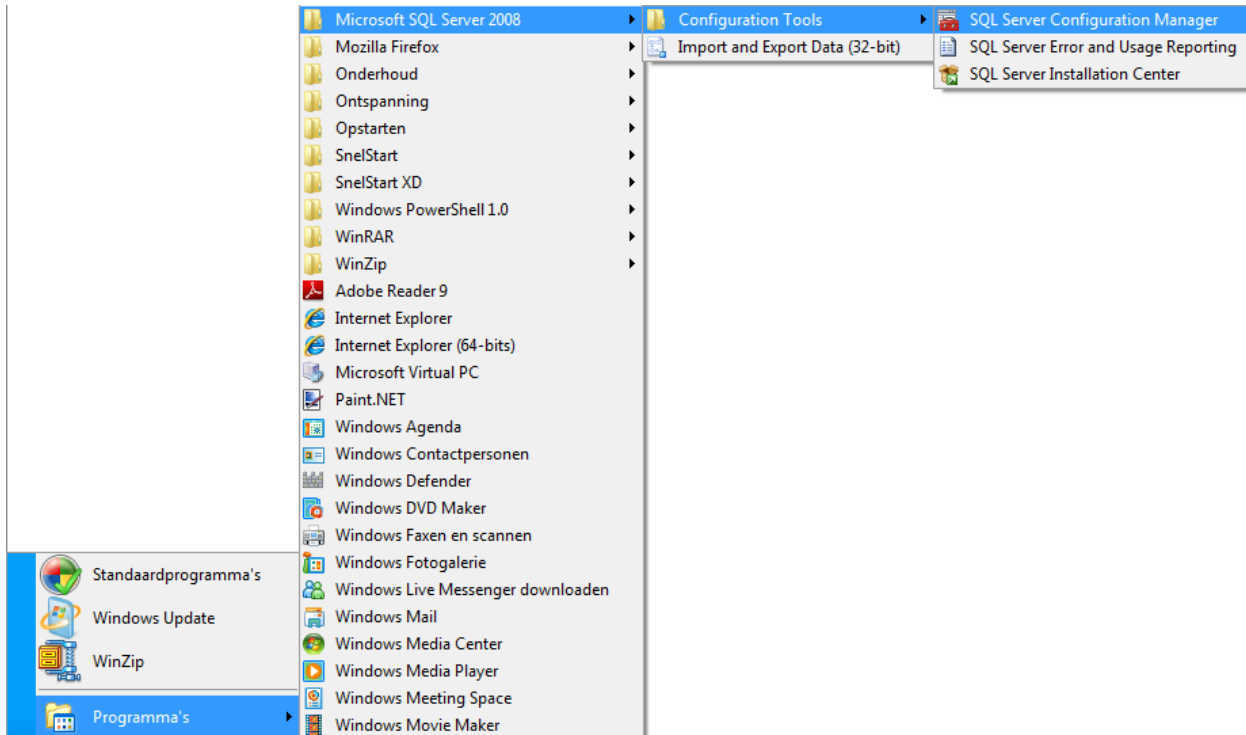 Microsoft SQL Server 2008
Mozilla Firefox
Onderhoud
Ontspanning
Opstarten
SnelStart
SnelStart XD
Windows PowerShell 1.0
WinRAR
WinZip
Adobe Reader 9
Internet Explorer
Internet Explorer (64-bits)
Microsoft Virtual PC
Paint.NET
Windows Agenda
Windows Contactpersonen
Windows Defender
Windows DVD Maker
Windows Faxen en scannen
Windows Fotogalerie
Windows Live Messenger downloaden
Windows Mail
Windows Media Center
Windows Media Player
Windows Meeting Space
Windows Movie Maker
Configuration Tools
Import and Export Data (32-bit)
SQL Server Configuration Manager
SQL Server Error and Usage Reporting
SQL Server Installation Center
Standaardprogramma's
Windows Update
WinZip
Programma's